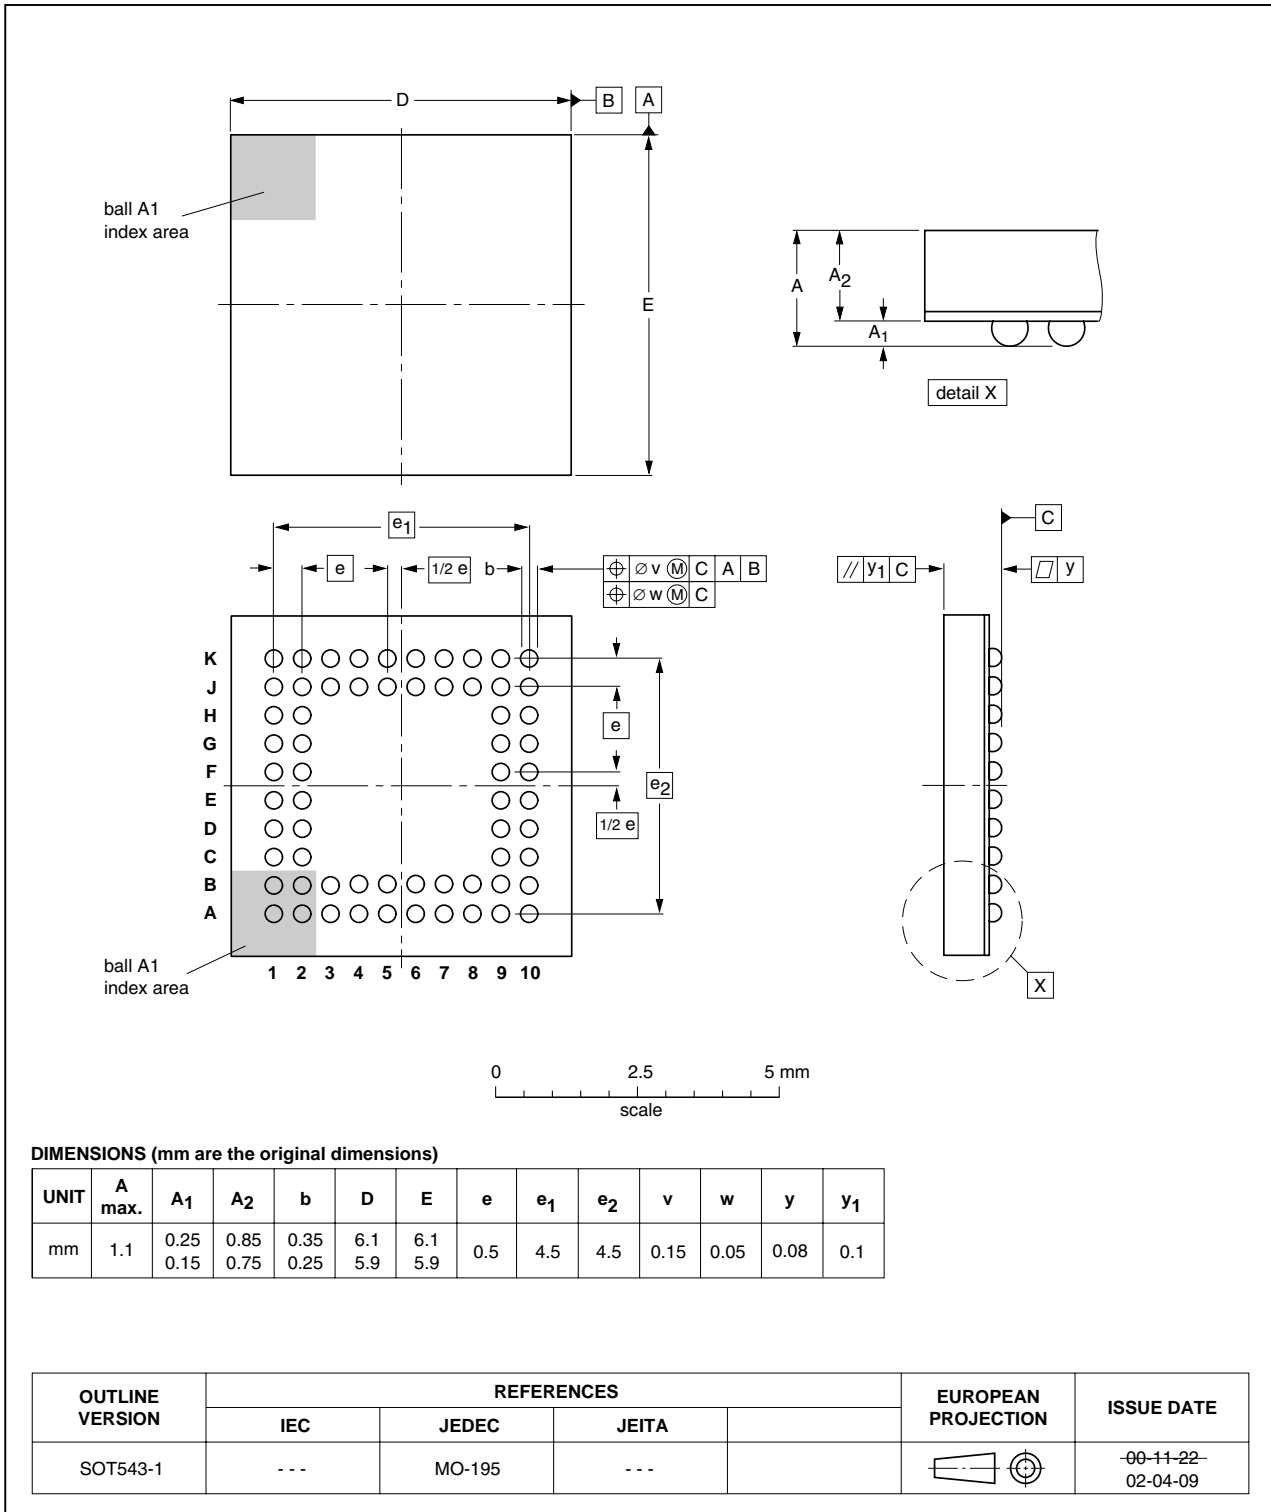 D
B
A
ball A1
index area
E
A
A2
A1
detail X
e1
e
1/2 e
b
⌖ ⌀ v Ⓜ C A B
⌖ ⌀ w Ⓜ C
C
// y1 C
⏥ y
K
J
H
G
F
E
D
C
B
A
e
e2
1/2 e
X
ball A1
index area
1 2 3 4 5 6 7 8 9 10
0 2.5 5 mm
scale
DIMENSIONS (mm are the original dimensions)
UNIT A max. A1 A2 b D E e e1 e2 v w y y1
mm 1.1 0.25 0.15 0.85 0.75 0.35 0.25 6.1 5.9 6.1 5.9 0.5 4.5 4.5 0.15 0.05 0.08 0.1
OUTLINE VERSION REFERENCES EUROPEAN PROJECTION ISSUE DATE
IEC JEDEC JEITA
SOT543-1 - - - MO-195 - - - 00-11-22
02-04-09